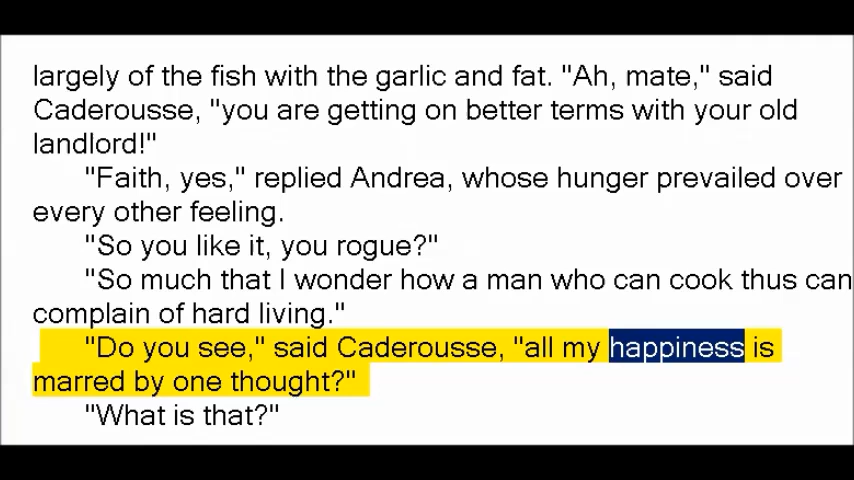 largely of the fish with the garlic and fat. "Ah, mate," said
Caderousse, "you are getting on better terms with your old
landlord!"
"Faith, yes," replied Andrea, whose hunger prevailed over
every other feeling.
"So you like it, you rogue?"
"So much that I wonder how a man who can cook thus can
complain of hard living."
"Do you see," said Caderousse, "all my happiness is
marred by one thought?"
"What is that?"